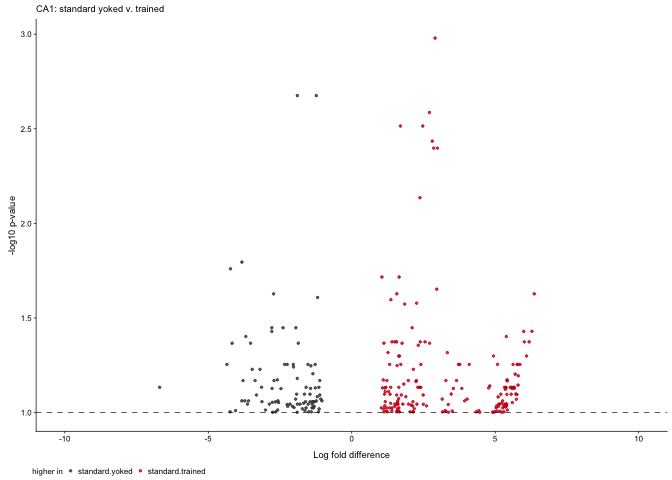 CA1: standard yoked v. trained
3.0
2.5
2.0
1.5
1.0
-log10 p-value
-10 -5 0 5 10
Log fold difference
higher in standard.yoked standard.trained